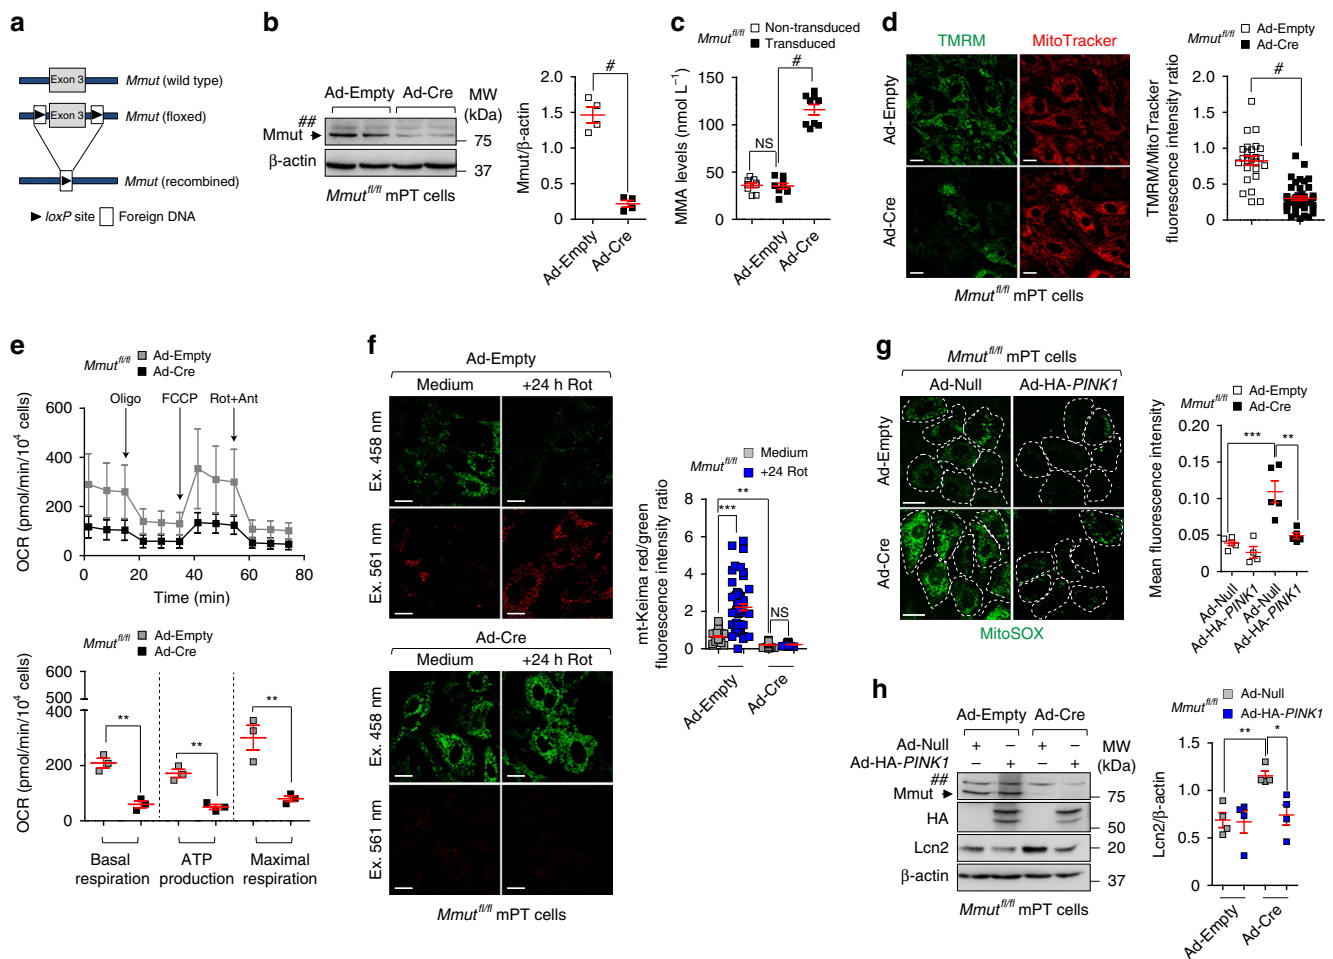 a
Exon 3
Mmut (wild type)
Exon 3
Mmut (floxed)
Mmut (recombined)
loxP site
Foreign DNA
b
Ad-Empty
Ad-Cre
MW
(kDa)
##
Mmut
75
β-actin
37
Mmut^fl/fl mPT cells
Mmut/β-actin
2.0
1.5
1.0
0.5
0
#
Ad-Empty
Ad-Cre
c
Mmut^fl/fl
Non-transduced
Transduced
MMA levels (nmol L⁻¹)
150
100
50
0
NS
#
Ad-Empty
Ad-Cre
d
TMRM
MitoTracker
Ad-Empty
Ad-Cre
Mmut^fl/fl mPT cells
Mmut^fl/fl
Ad-Empty
Ad-Cre
TMRM/MitoTracker
fluorescence intensity ratio
2.0
1.5
1.0
0.5
0
#
e
Mmut^fl/fl
Ad-Empty
Ad-Cre
OCR (pmol/min/10⁴ cells)
600
400
200
0
Oligo
FCCP
Rot+Ant
0
20
40
60
80
Time (min)
Mmut^fl/fl
Ad-Empty
Ad-Cre
OCR (pmol/min/10⁴ cells)
600
500
400
200
0
**
**
**
Basal
respiration
ATP
production
Maximal
respiration
f
Ad-Empty
Medium
+24 h Rot
Ex. 458 nm
Ex. 561 nm
Ad-Cre
Medium
+24 h Rot
Ex. 458 nm
Ex. 561 nm
Mmut^fl/fl mPT cells
Mmut^fl/fl
Medium
+24 Rot
mt-Keima red/green
fluorescence intensity ratio
8
6
4
2
0
***
**
NS
Ad-Empty
Ad-Cre
g
Mmut^fl/fl mPT cells
Ad-Null
Ad-HA-PINK1
Ad-Empty
Ad-Cre
MitoSOX
Mmut^fl/fl
Ad-Empty
Ad-Cre
Mean fluorescence intensity
0.20
0.15
0.10
0.05
0
***
**
Ad-Null
Ad-HA-PINK1
Ad-Null
Ad-HA-PINK1
h
Ad-Empty
Ad-Cre
Ad-Null
+ − + −
MW
(kDa)
Ad-HA-PINK1
− + − +
##
Mmut
75
HA
50
Lcn2
20
β-actin
37
Mmut^fl/fl mPT cells
Mmut^fl/fl
Ad-Null
Ad-HA-PINK1
Lcn2/β-actin
1.5
1.0
0.5
0
**
*
Ad-Empty
Ad-Cre